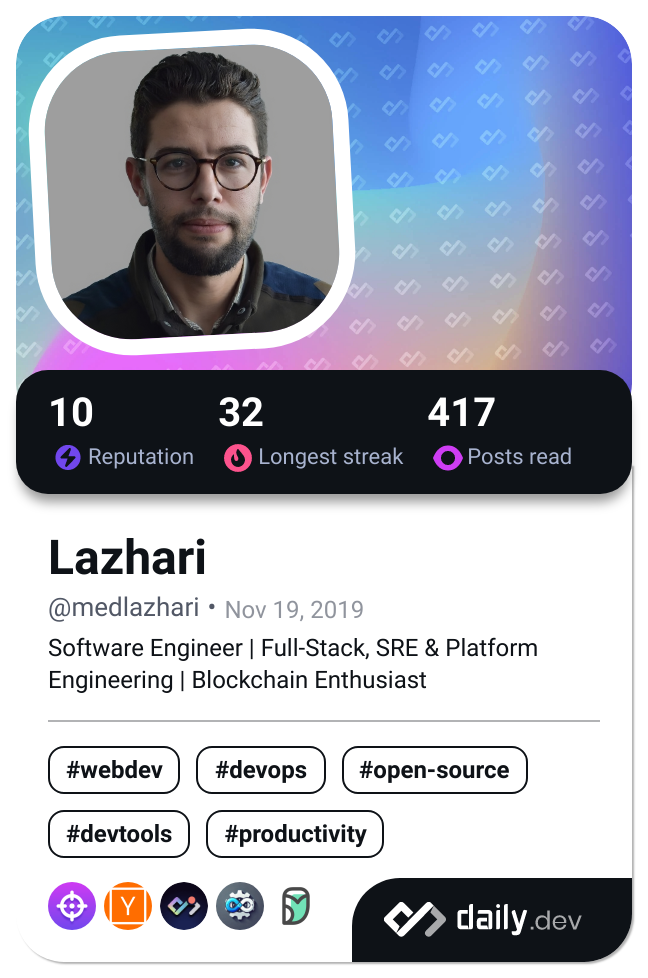 10 32 417
Reputation Longest streak Posts read
Lazhari
@medlazhari • Nov 19, 2019
Software Engineer | Full-Stack, SRE & Platform
Engineering | Blockchain Enthusiast
#webdev #devops #open-source
#devtools #productivity
Y
daily.dev